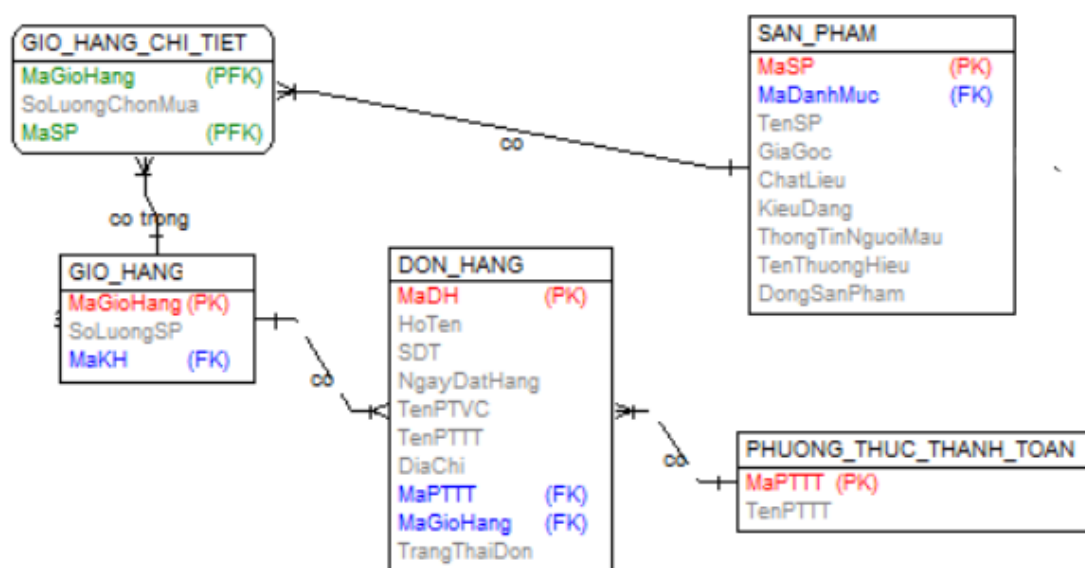 GIO_HANG_CHI_TIET
MaGioHang (PFK)
SoLuongChonMua
MaSP (PFK)
SAN_PHAM
MaSP (PK)
MaDanhMuc (FK)
TenSP
GiaGoc
ChatLieu
KieuDang
ThongTinNguoiMau
TenThuongHieu
DongSanPham
co
co trong
GIO_HANG
MaGioHang (PK)
SoLuongSP
MaKH (FK)
co
DON_HANG
MaDH (PK)
HoTen
SDT
NgayDatHang
TenPTVC
TenPTTT
DiaChi
MaPTTT (FK)
MaGioHang (FK)
TrangThaiDon
co
PHUONG_THUC_THANH_TOAN
MaPTTT (PK)
TenPTTT